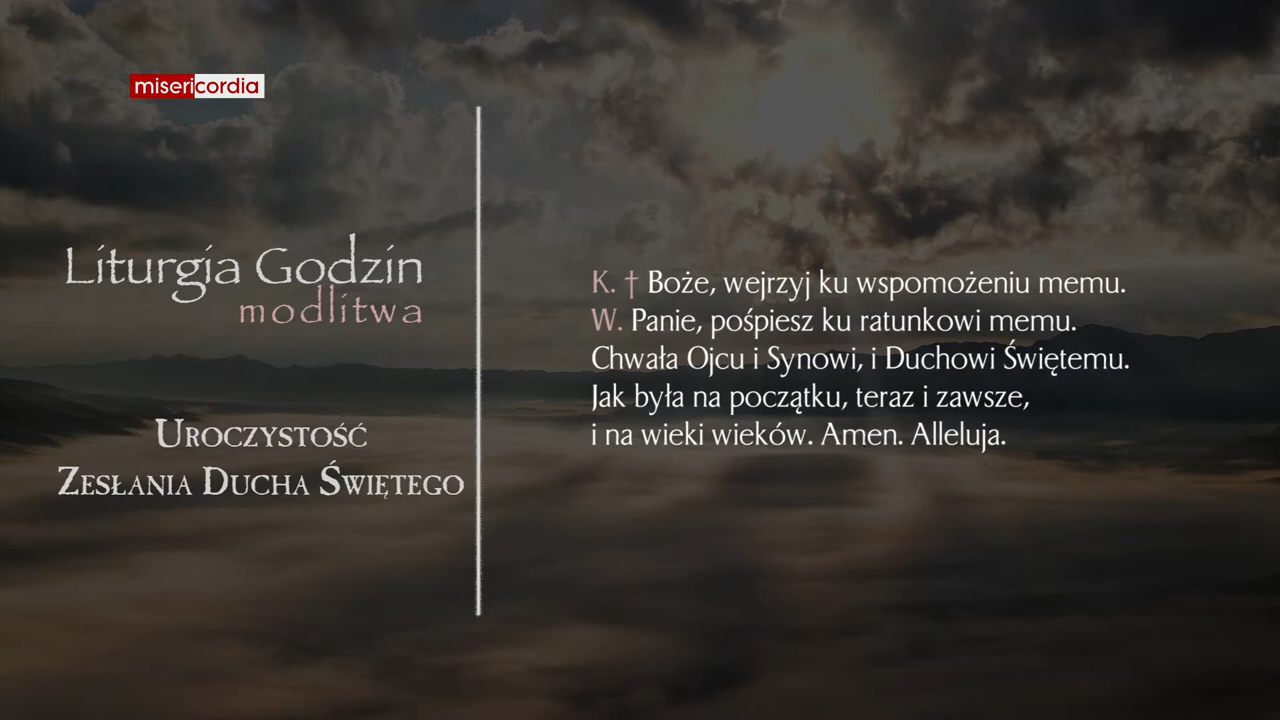 misericordia
Liturgia Godzin
modlitwa
Uroczystość
Zesłania Ducha Świętego
K. † Boże, wejrzyj ku wspomożeniu memu.
W. Panie, pośpiesz ku ratunkowi memu.
Chwała Ojcu i Synowi, i Duchowi Świętemu.
Jak była na początku, teraz i zawsze,
i na wieki wieków. Amen. Alleluja.